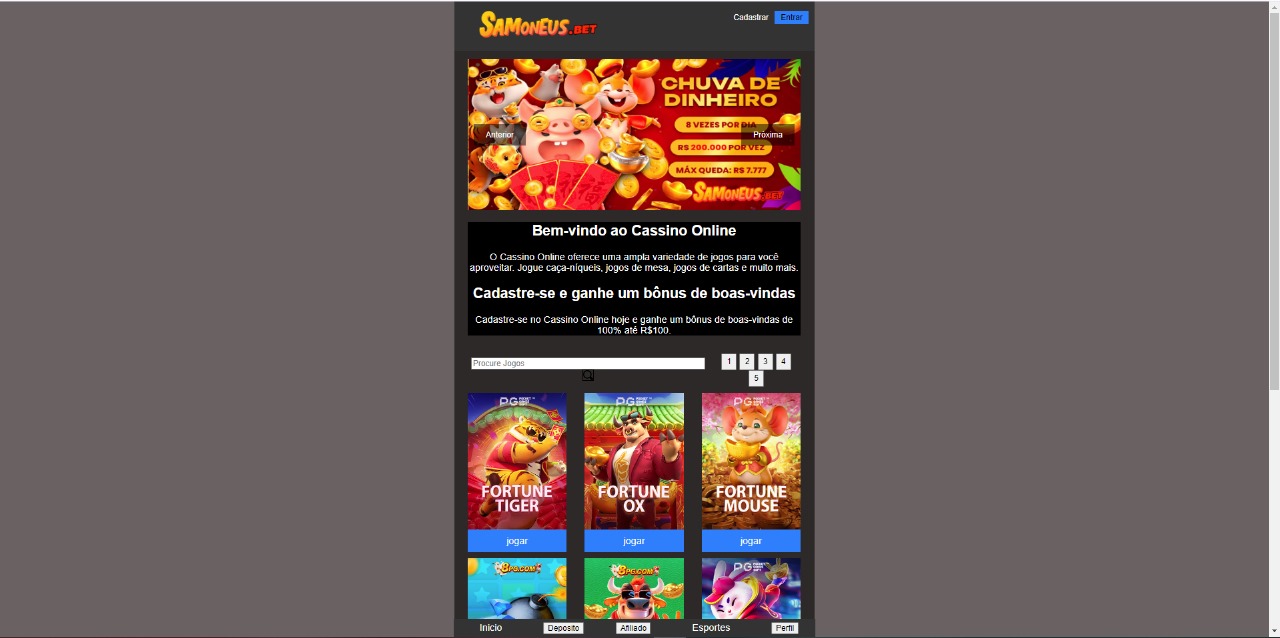 SAMONEUS.BET
Cadastrar
Entrar
CHUVA DE
DINHEIRO
8 VEZES POR DIA
Anterior
Próxima
R$ 200.000 POR VEZ
MÁX QUEDA: R$ 7.777
SAMONEUS.BET
Bem-vindo ao Cassino Online
O Cassino Online oferece uma ampla variedade de jogos para você
aproveitar. Jogue caça-níqueis, jogos de mesa, jogos de cartas e muito mais.
Cadastre-se e ganhe um bônus de boas-vindas
Cadastre-se no Cassino Online hoje e ganhe um bônus de boas-vindas de
100% até R$100.
Procure Jogos
1 2 3 4
5
PG
PG
PG
FORTUNE
TIGER
FORTUNE
OX
FORTUNE
MOUSE
jogar
jogar
jogar
8PG.COM
8PG.COM
PG
Inicio
Deposito
Afiliado
Esportes
Perfil